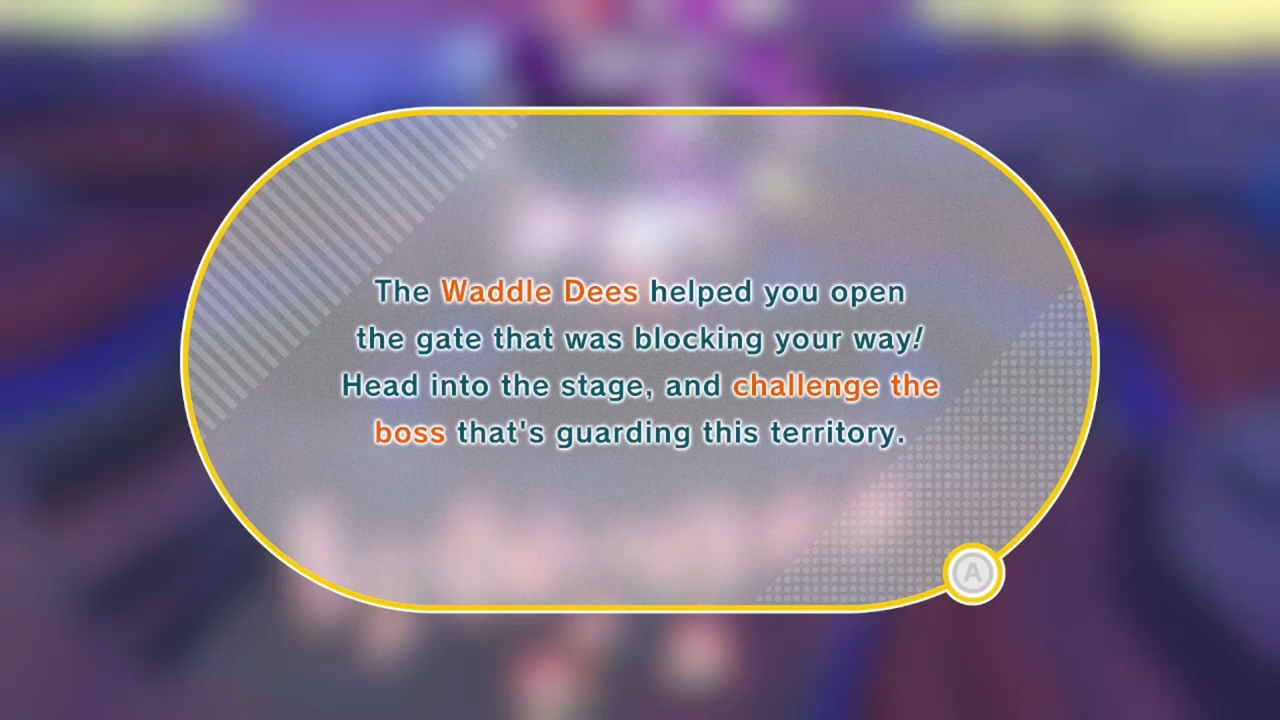 The Waddle Dees helped you open
the gate that was blocking your way!
Head into the stage, and challenge the
boss that's guarding this territory.
A